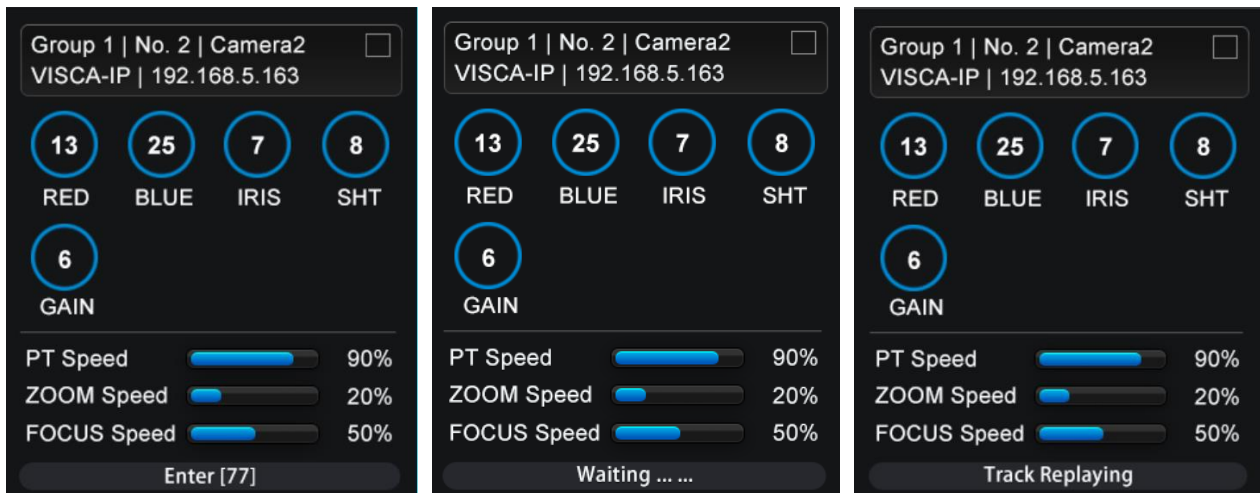 Group 1 | No. 2 | Camera2
VISCA-IP | 192.168.5.163
13 25 7 8
RED BLUE IRIS SHT
6
GAIN
PT Speed 90%
ZOOM Speed 20%
FOCUS Speed 50%
Enter [77]
Group 1 | No. 2 | Camera2
VISCA-IP | 192.168.5.163
13 25 7 8
RED BLUE IRIS SHT
6
GAIN
PT Speed 90%
ZOOM Speed 20%
FOCUS Speed 50%
Waiting ... ...
Group 1 | No. 2 | Camera2
VISCA-IP | 192.168.5.163
13 25 7 8
RED BLUE IRIS SHT
6
GAIN
PT Speed 90%
ZOOM Speed 20%
FOCUS Speed 50%
Track Replaying